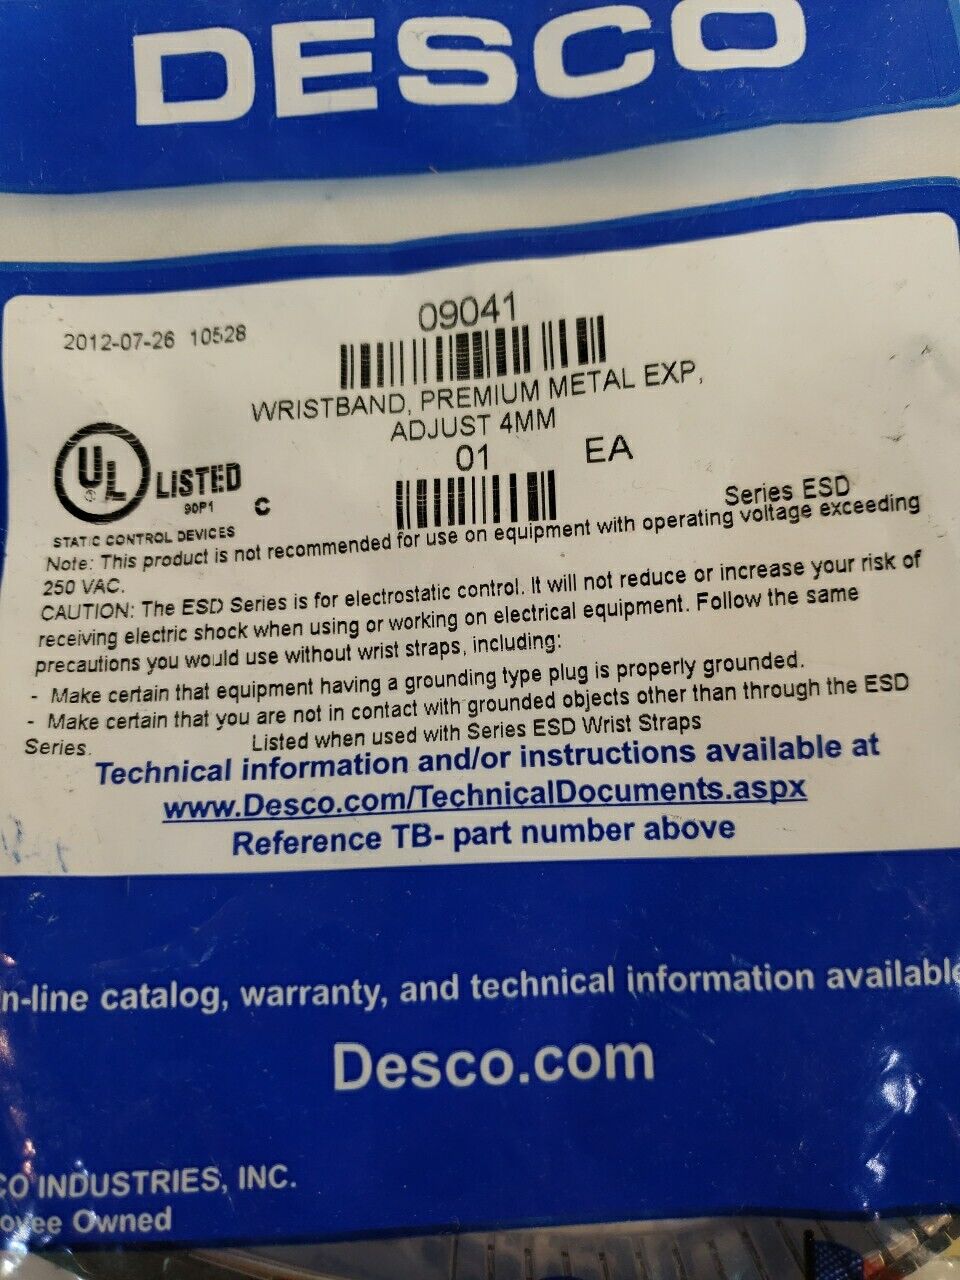 DESCO
2012-07-26 10528
09041
WRISTBAND, PREMIUM METAL EXP,
ADJUST 4MM
01 EA
UL LISTED
90P1
C
STATIC CONTROL DEVICES
Series ESD
Note: This product is not recommended for use on equipment with operating voltage exceeding
250 VAC.
CAUTION: The ESD Series is for electrostatic control. It will not reduce or increase your risk of
receiving electric shock when using or working on electrical equipment. Follow the same
precautions you would use without wrist straps, including:
- Make certain that equipment having a grounding type plug is properly grounded.
- Make certain that you are not in contact with grounded objects other than through the ESD
Series. Listed when used with Series ESD Wrist Straps
Technical information and/or instructions available at
www.Desco.com/TechnicalDocuments.aspx
Reference TB- part number above
n-line catalog, warranty, and technical information available
Desco.com
CO INDUSTRIES, INC.
oyee Owned